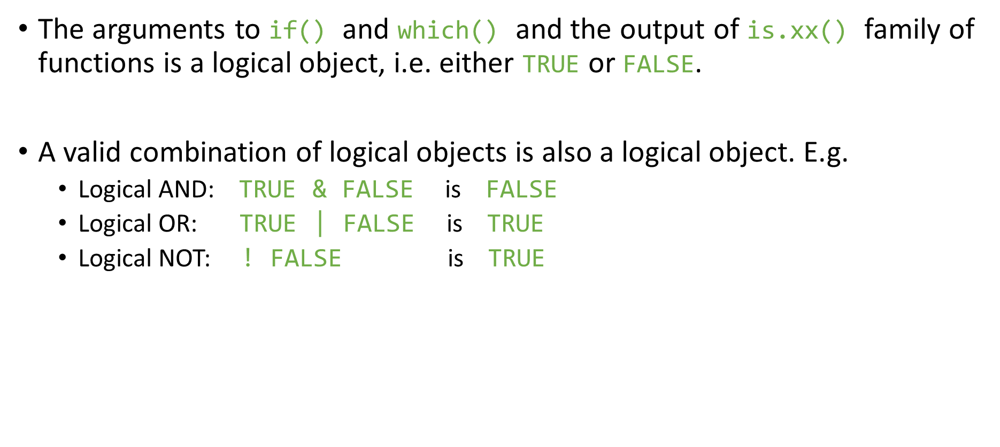 • The arguments to if() and which() and the output of is.xx() family of
functions is a logical object, i.e. either TRUE or FALSE.
• A valid combination of logical objects is also a logical object. E.g.
• Logical AND: TRUE & FALSE is FALSE
• Logical OR: TRUE | FALSE is TRUE
• Logical NOT: ! FALSE is TRUE